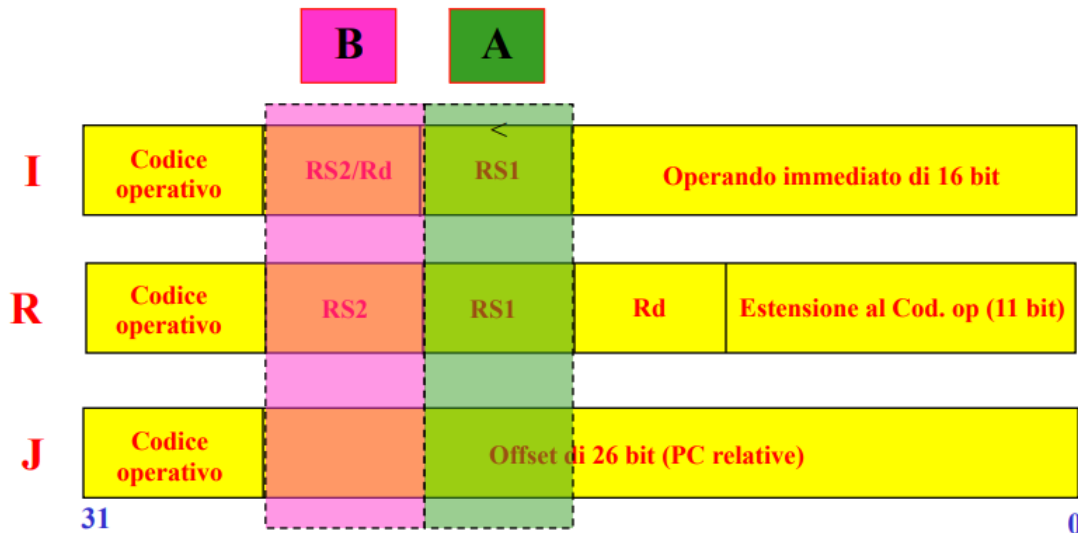 B A
<
I Codice operativo RS2/Rd RS1 Operando immediato di 16 bit
R Codice operativo RS2 RS1 Rd Estensione al Cod. op (11 bit)
J Codice operativo Offset di 26 bit (PC relative)
31 0